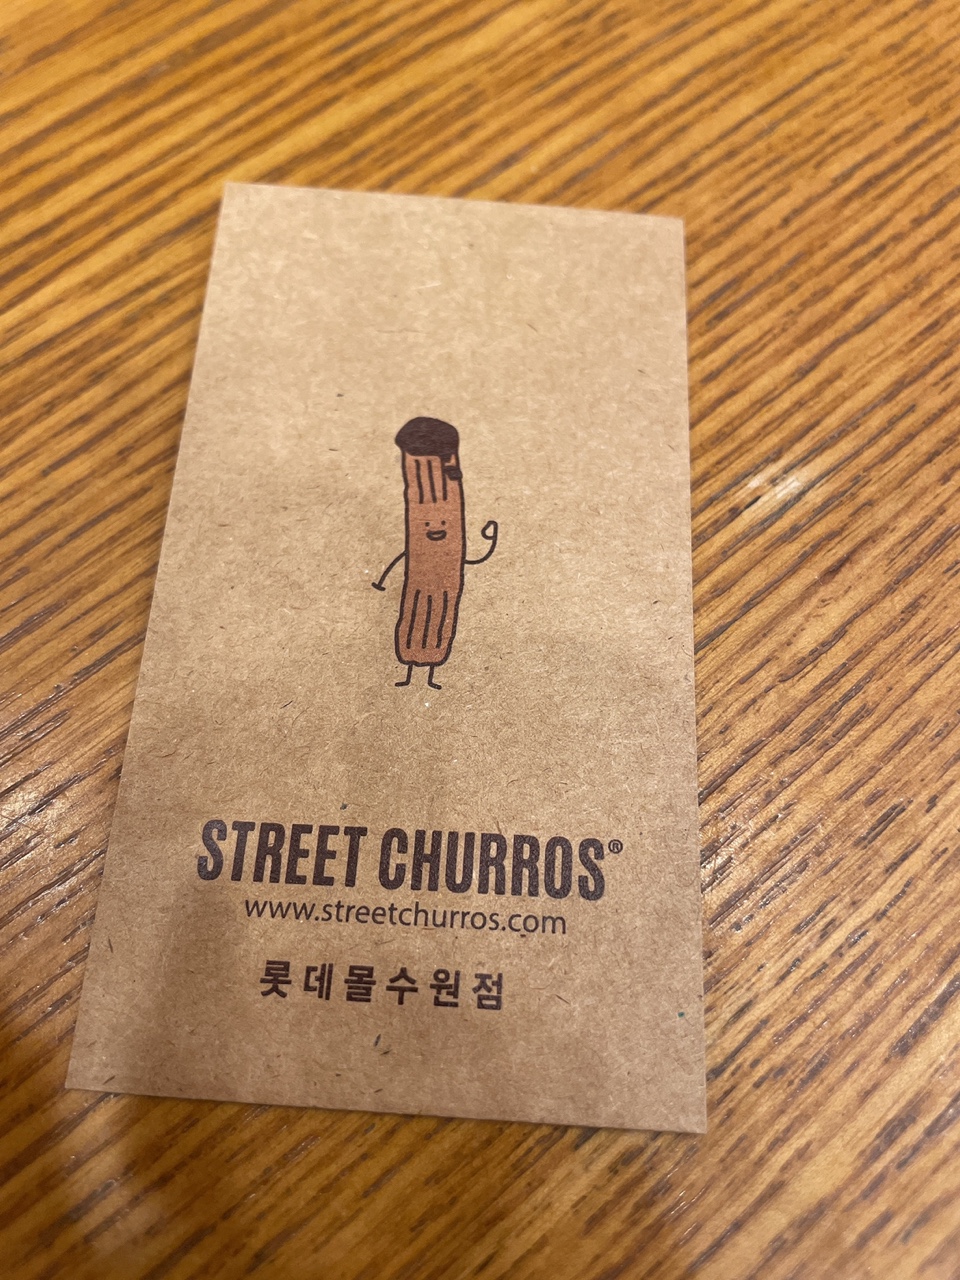 STREET CHURROS®
www.streetchurros.com
롯데몰수원점